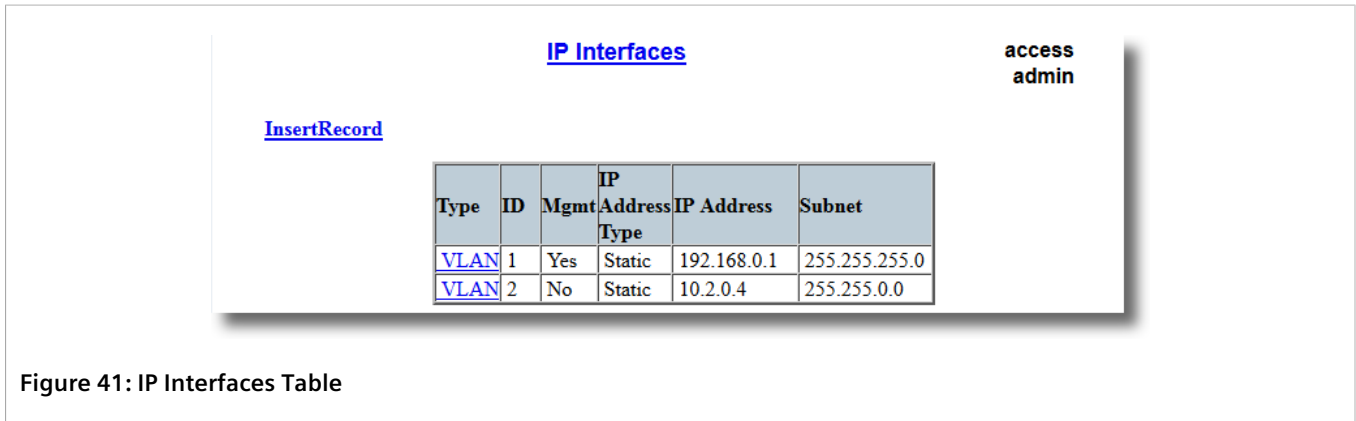 IP Interfaces
access
admin
InsertRecord
Type ID Mgmt IP Address Type IP Address Subnet
VLAN 1 Yes Static 192.168.0.1 255.255.255.0
VLAN 2 No Static 10.2.0.4 255.255.0.0
Figure 41: IP Interfaces Table